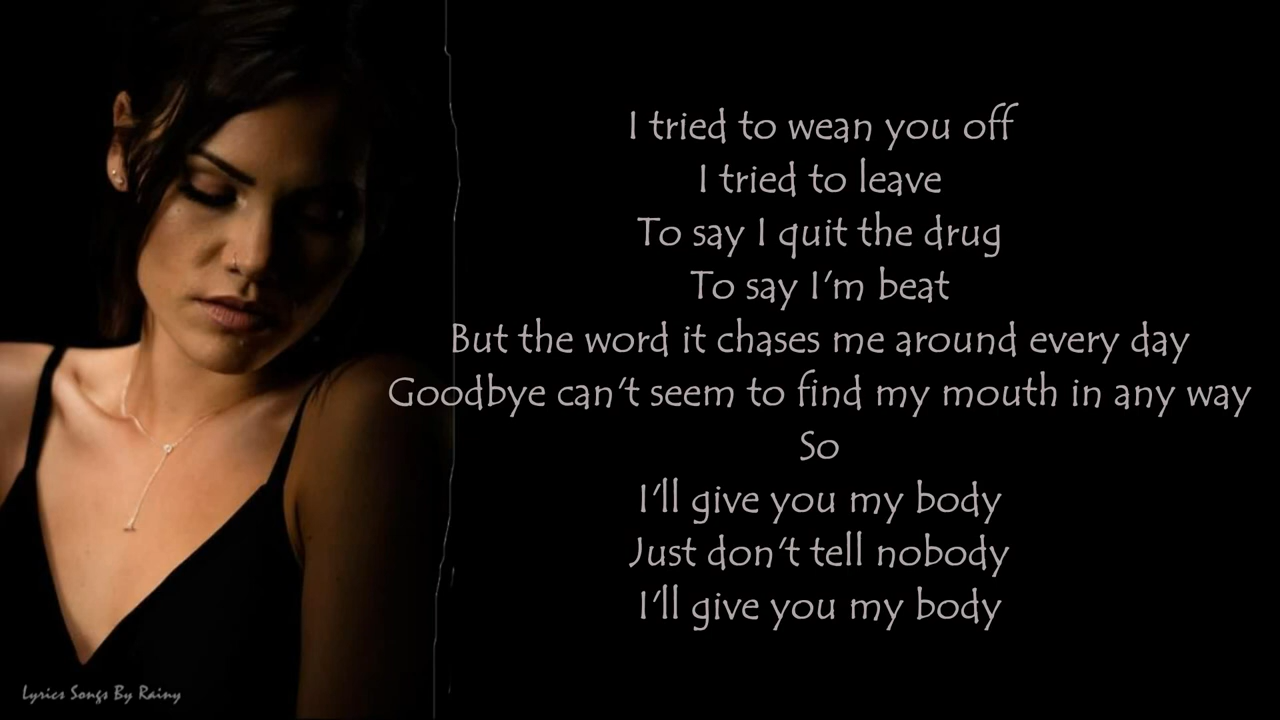 I tried to wean you off
I tried to leave
To say I quit the drug
To say I'm beat
But the word it chases me around every day
Goodbye can't seem to find my mouth in any way
So
I'll give you my body
Just don't tell nobody
I'll give you my body
Lyrics Songs By Rainy